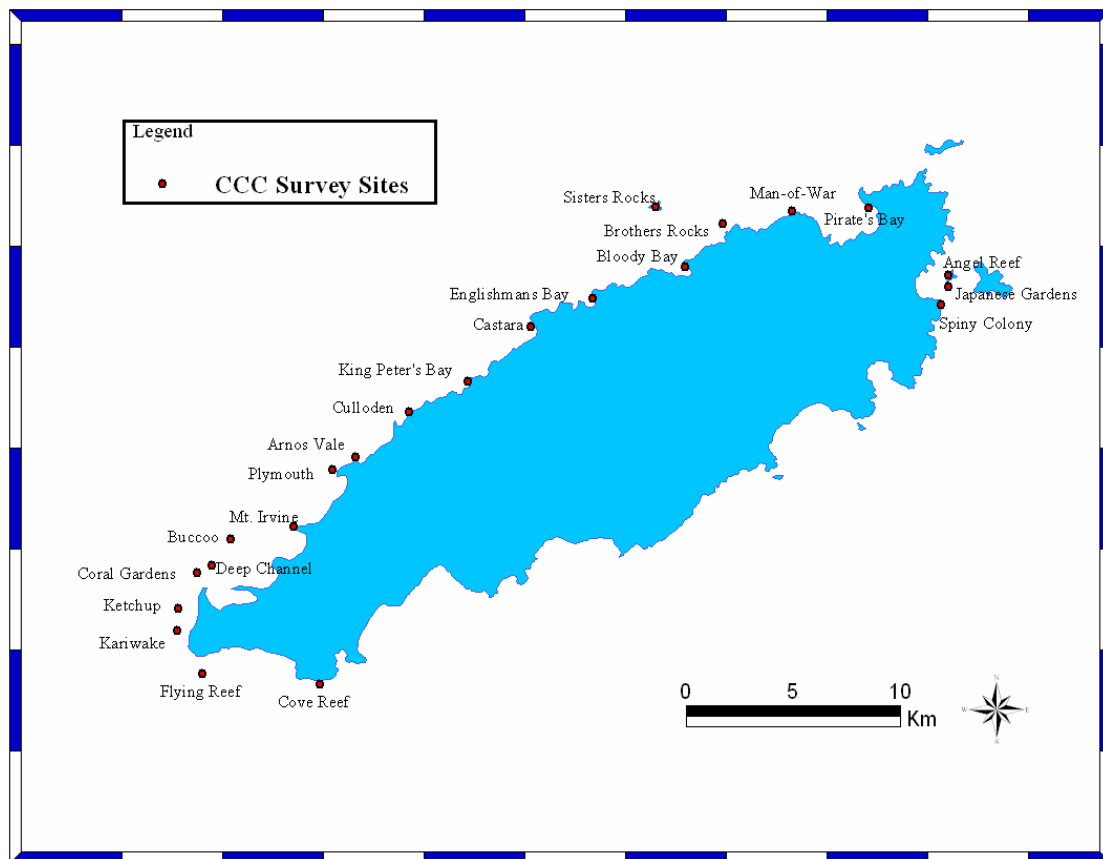 Legend
CCC Survey Sites
Sisters Rocks
Man-of-War
Pirate's Bay
Brothers Rocks
Bloody Bay
Angel Reef
Japanese Gardens
Englishmans Bay
Spiny Colony
Castara
King Peter's Bay
Culloden
Arnos Vale
Plymouth
Mt. Irvine
Buccoo
Deep Channel
Coral Gardens
Ketchup
Kariwake
Flying Reef
Cove Reef
0 5 10
Km
N
W E
S